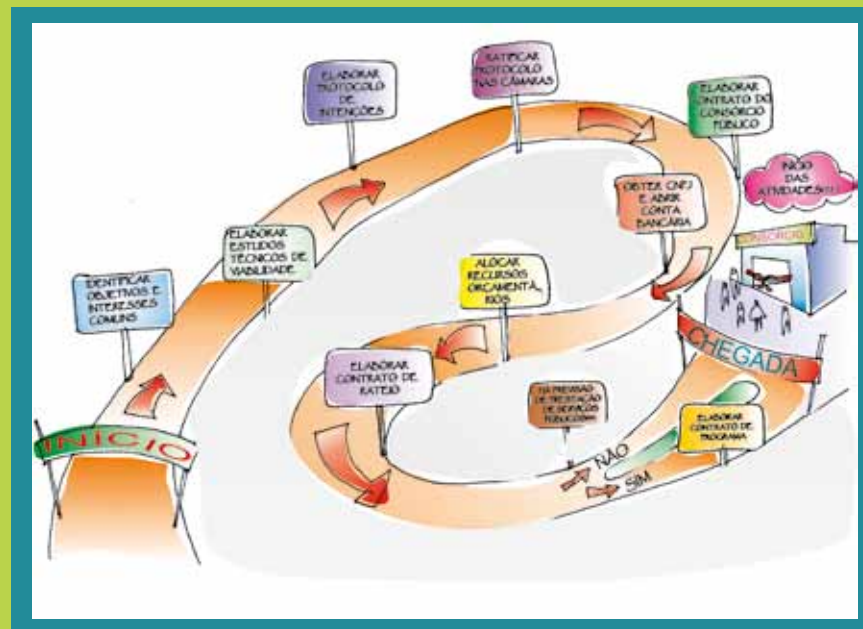 INÍCIO
IDENTIFICAR
OBJETIVOS E
INTERESSES
COMUNS
ELABORAR
ESTUDOS
TÉCNICOS DE
VIABILIDADE
ELABORAR
PROTOCOLO
DE
INTENÇÕES
RATIFICAR
PROTOCOLO
NAS CÂMARAS
ELABORAR
CONTRATO DO
CONSÓRCIO
PÚBLICO
OBTER CNPJ
E ABRIR
CONTA
BANCÁRIA
ALOCAR
RECURSOS
ORÇAMENTÁ,
RIOS
ELABORAR
CONTRATO DE
RATEIO
HÁ PREVISÃO
DE PRESTAÇÃO
DE SERVIÇOS
PÚBLICOS
NÃO
SIM
ELABORAR
CONTRATO DE
PROGRAMA
CHEGADA
CONSÓRCIO
INÍCIO
DAS
ATIVIDADES!!!